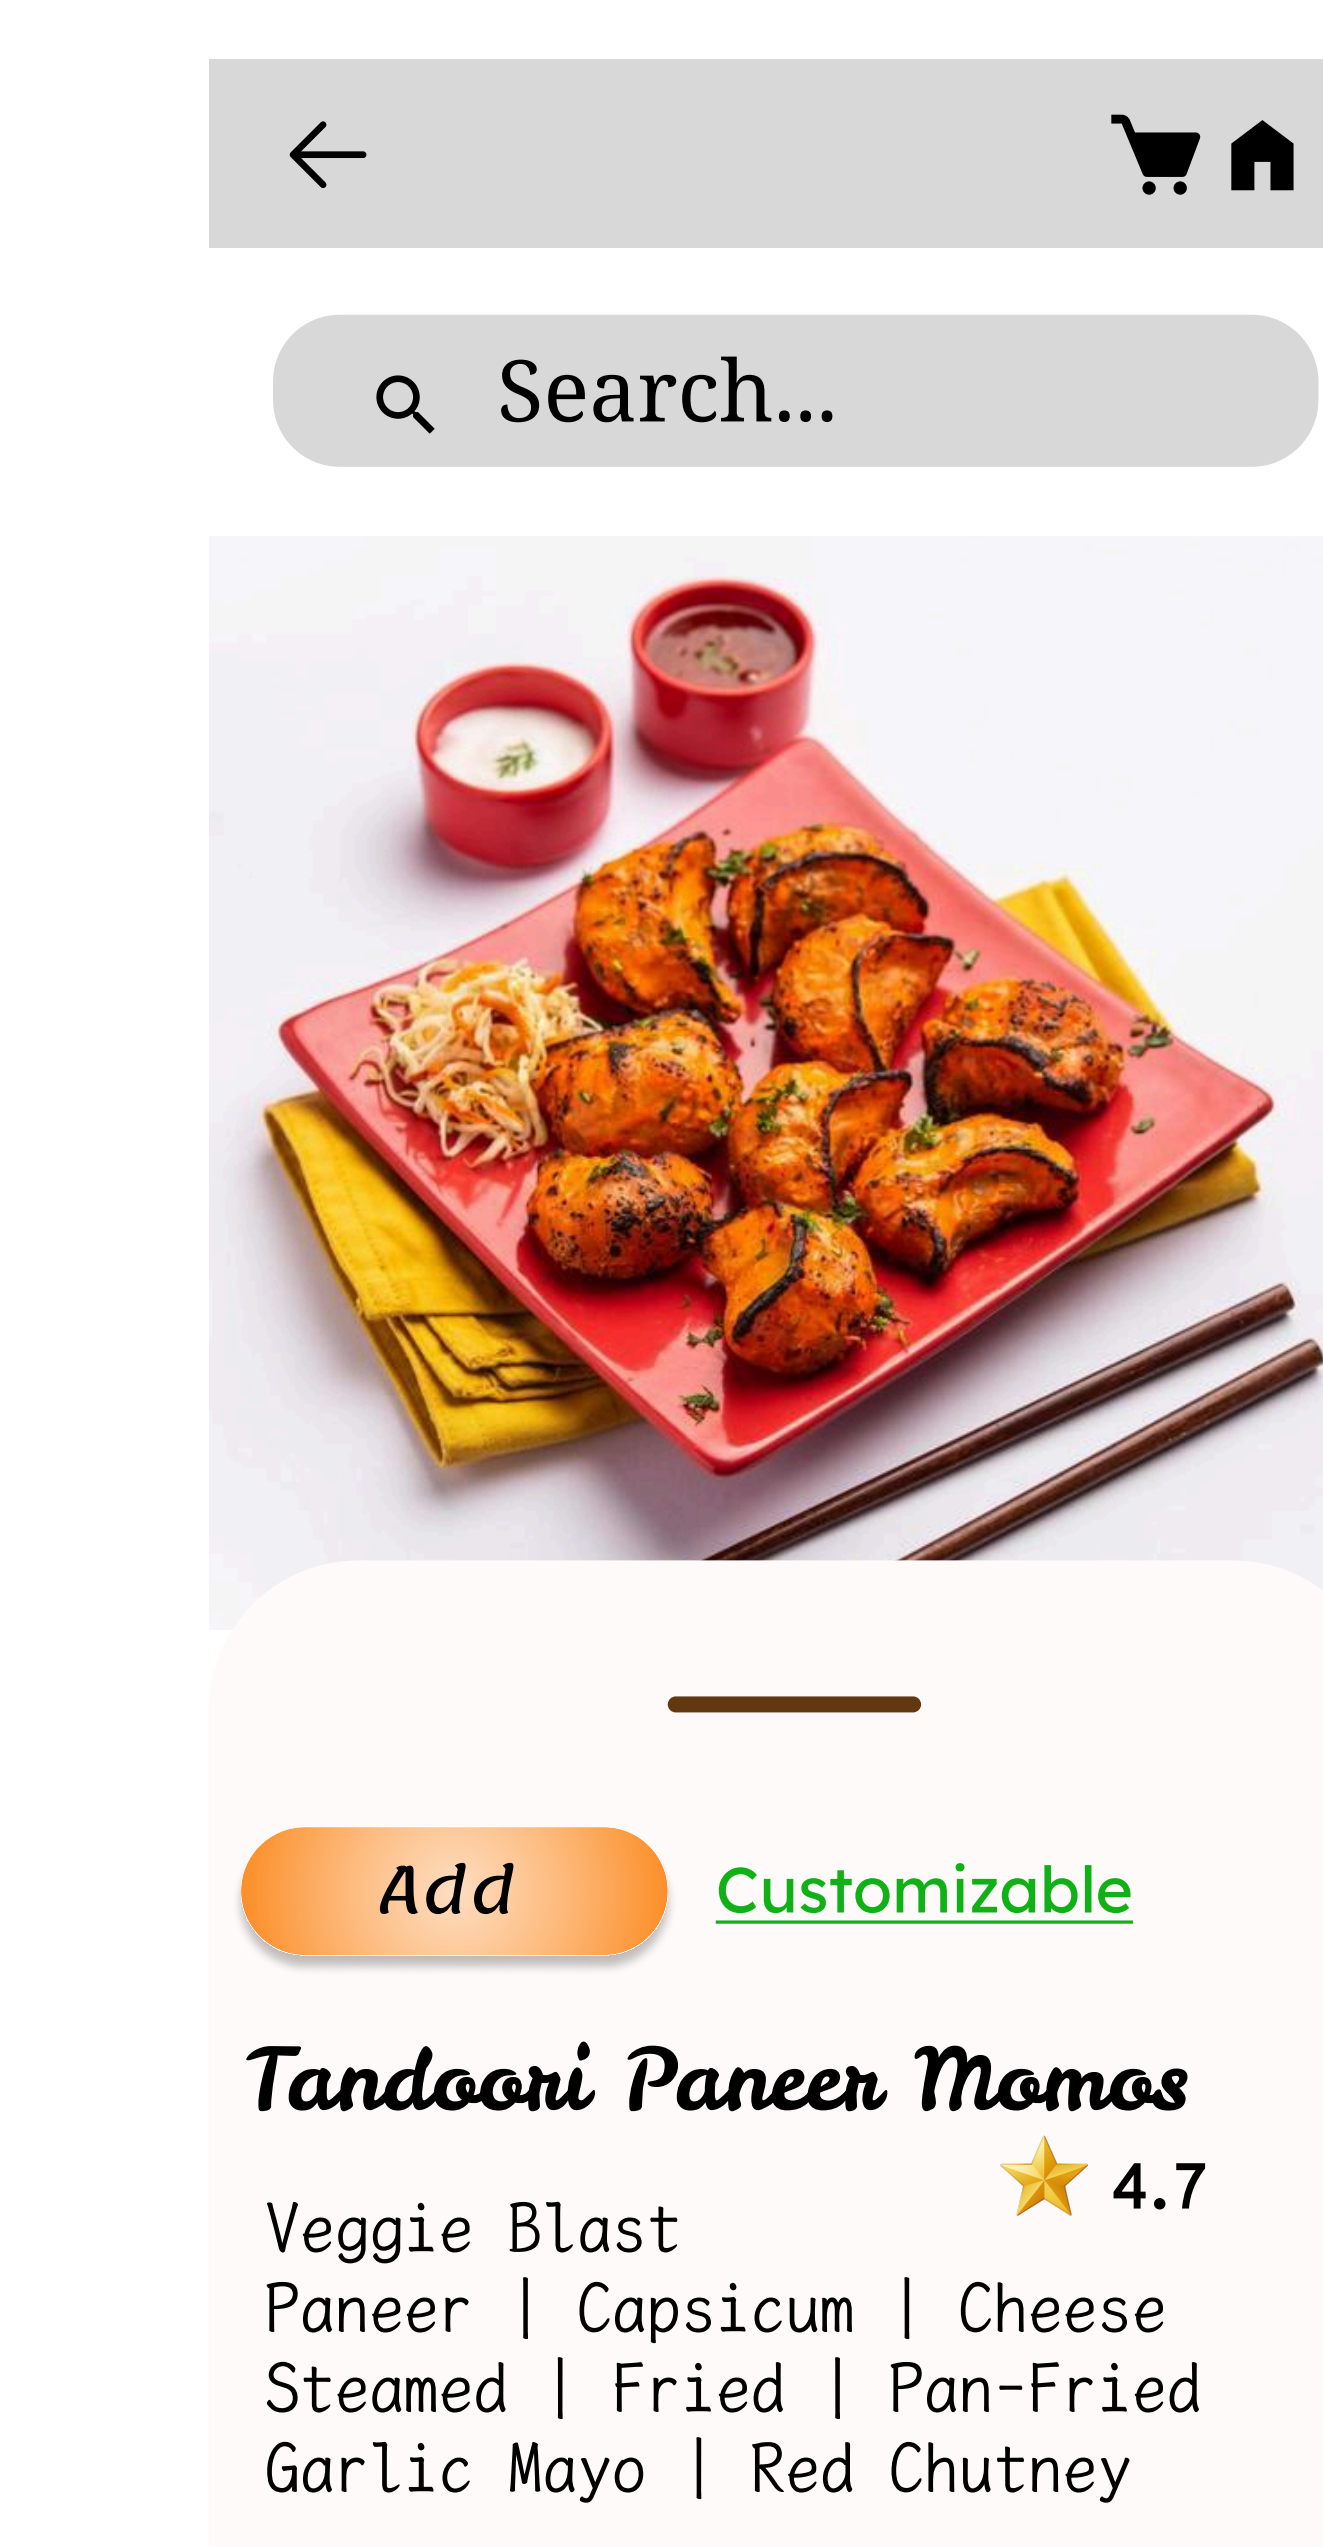 Search...
Add
Customizable
Tandoori Paneer Momos
4.7
Veggie Blast
Paneer | Capsicum | Cheese
Steamed | Fried | Pan-Fried
Garlic Mayo | Red Chutney